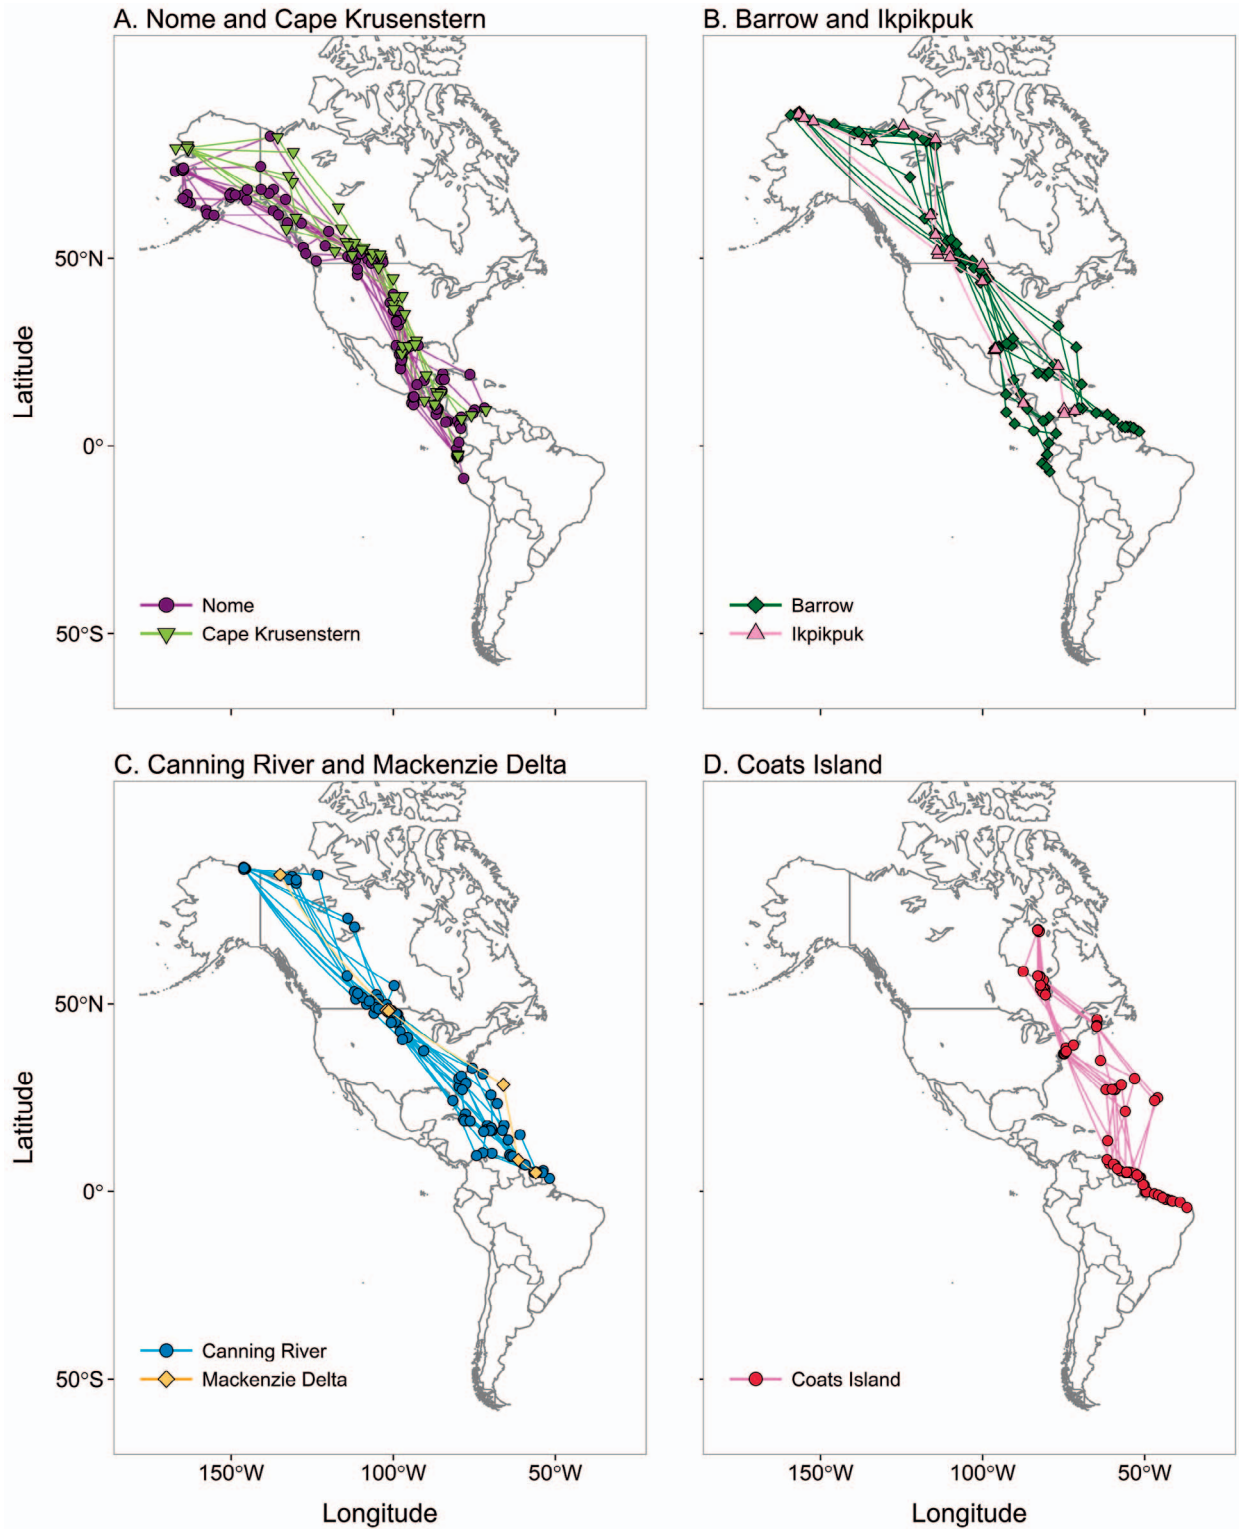 A. Nome and Cape Krusenstern
B. Barrow and Ikpikpuk
50°N
0°
50°S
Latitude
Nome
Cape Krusenstern
Barrow
Ikpikpuk
C. Canning River and Mackenzie Delta
D. Coats Island
50°N
0°
50°S
Latitude
Canning River
Mackenzie Delta
Coats Island
150°W 100°W 50°W
150°W 100°W 50°W
Longitude
Longitude